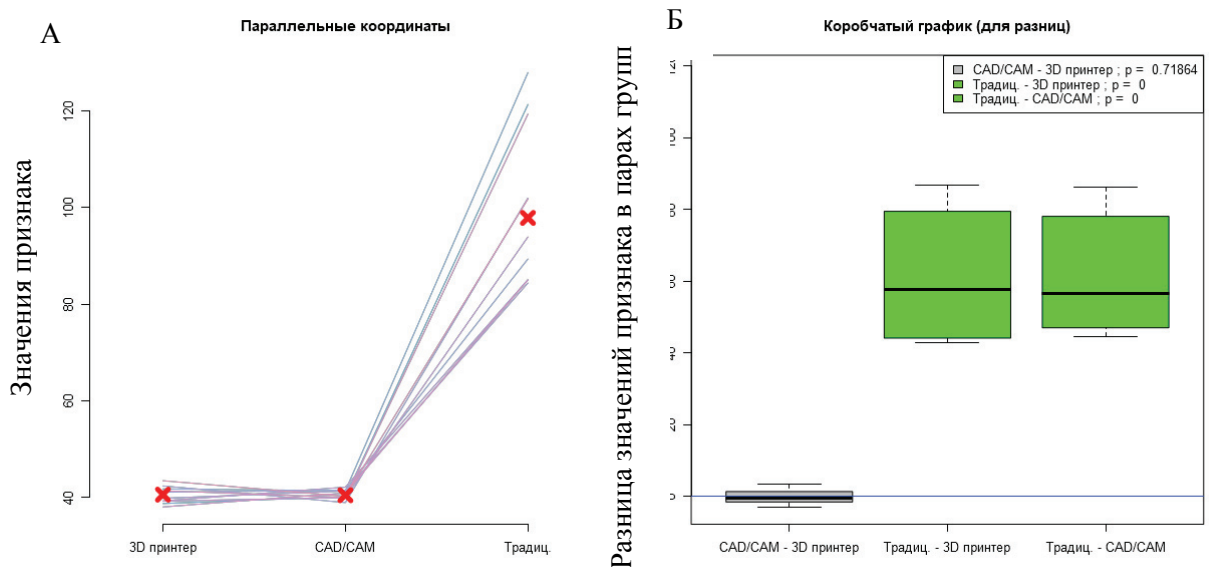 А
Параллельные координаты
Значения признака
120
100
80
60
40
3D принтер
CAD/CAM
Традиц.
Б
Коробчатый график (для разниц)
Разница значений признака в парах групп
CAD/CAM - 3D принтер ; p = 0.71864
Традиц. - 3D принтер ; p = 0
Традиц. - CAD/CAM ; p = 0
CAD/CAM - 3D принтер
Традиц. - 3D принтер
Традиц. - CAD/CAM